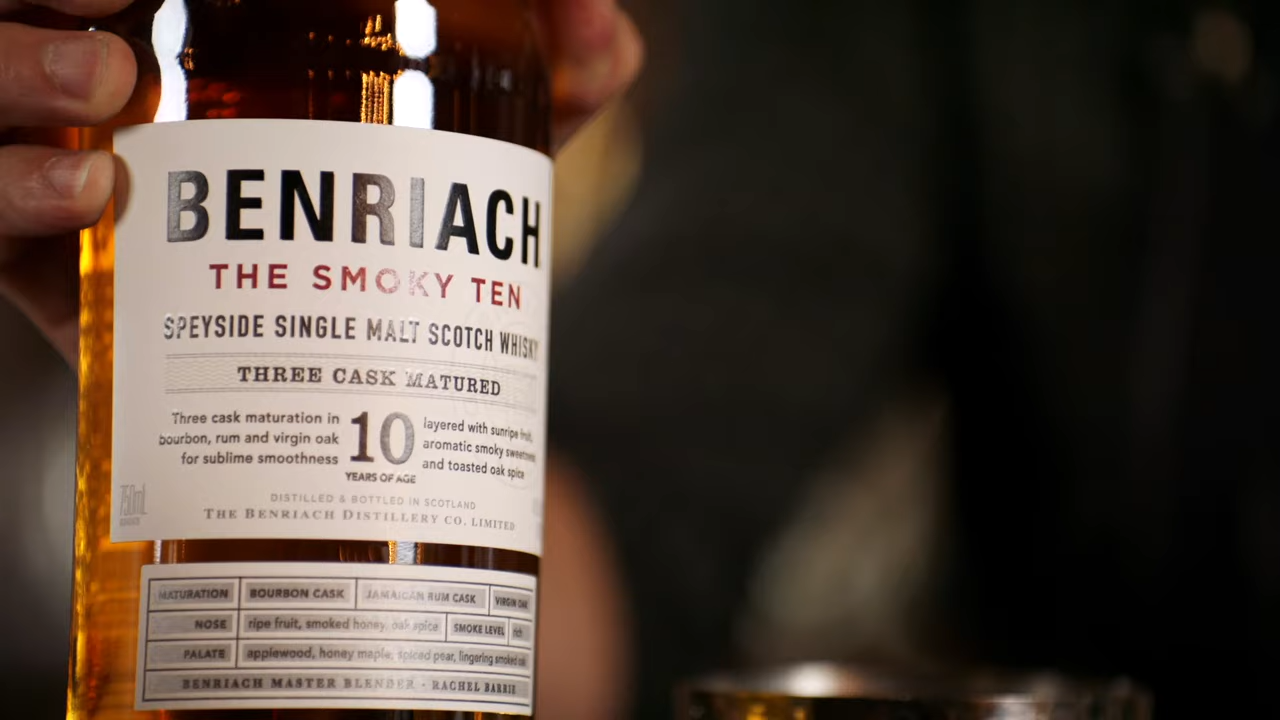 BENRIACH
THE SMOKY TEN
SPEYSIDE SINGLE MALT SCOTCH WHISKY
THREE CASK MATURED
Three cask maturation in
bourbon, rum and virgin oak
for sublime smoothness
10
YEARS OF AGE
layered with sunripe fruit,
aromatic smoky sweetness
and toasted oak spice
750mL
DISTILLED & BOTTLED IN SCOTLAND
THE BENRIACH DISTILLERY CO. LIMITED
MATURATION BOURBON CASK JAMAICAN RUM CASK VIRGIN OAK
NOSE ripe fruit, smoked honey, oak spice SMOKE LEVEL rich
PALATE applewood, honey maple, spiced pear, lingering smoked oak
BENRIACH MASTER BLENDER - RACHEL BARRIE